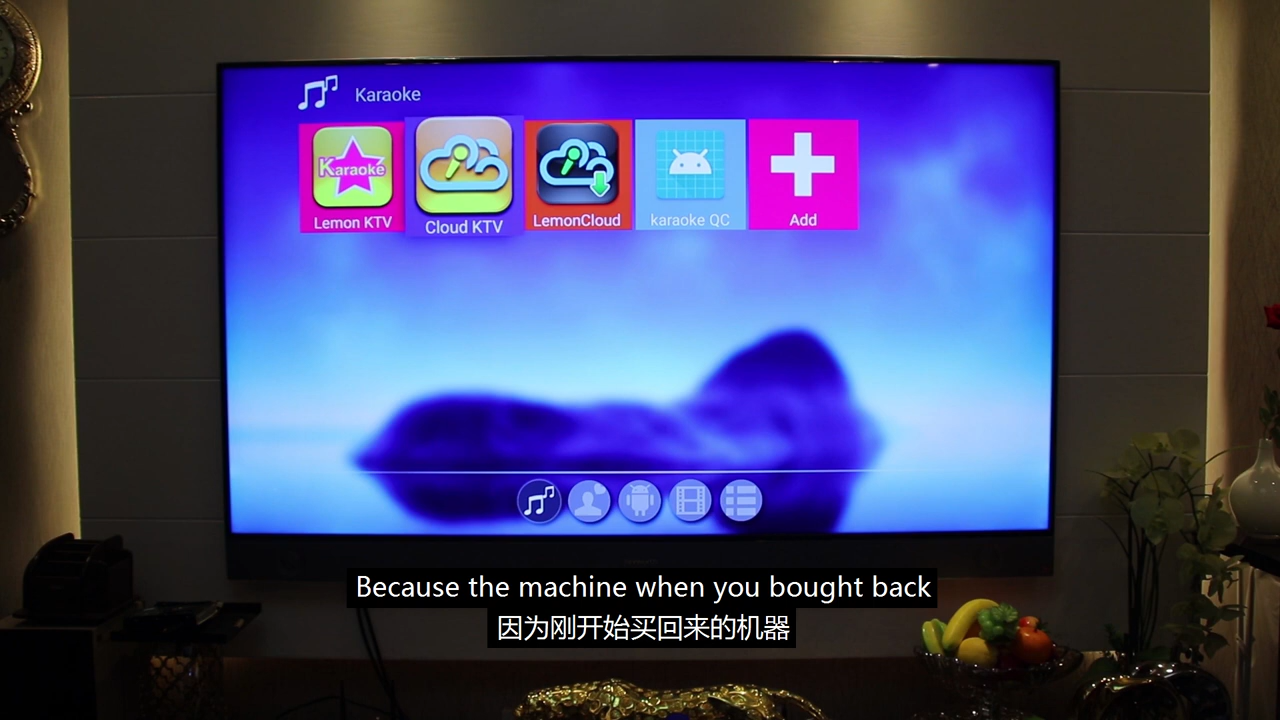 Karaoke
Karaoke
Lemon KTV
Cloud KTV
LemonCloud
karaoke QC
Add
Because the machine when you bought back
因为刚开始买回来的机器